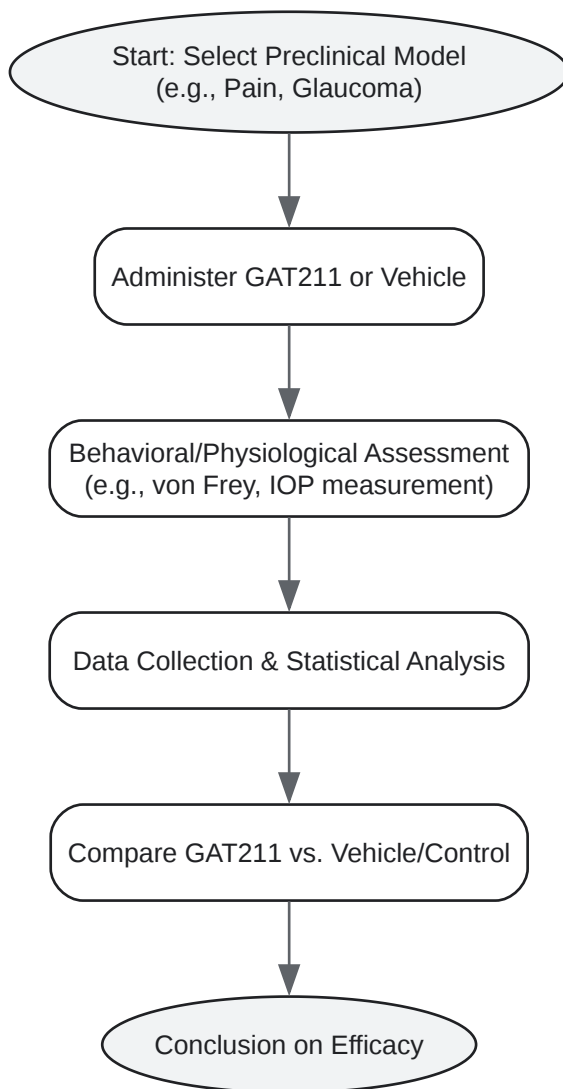 Start: Select Preclinical Model
(e.g., Pain, Glaucoma)
Administer GAT211 or Vehicle
Behavioral/Physiological Assessment
(e.g., von Frey, IOP measurement)
Data Collection & Statistical Analysis
Compare GAT211 vs. Vehicle/Control
Conclusion on Efficacy